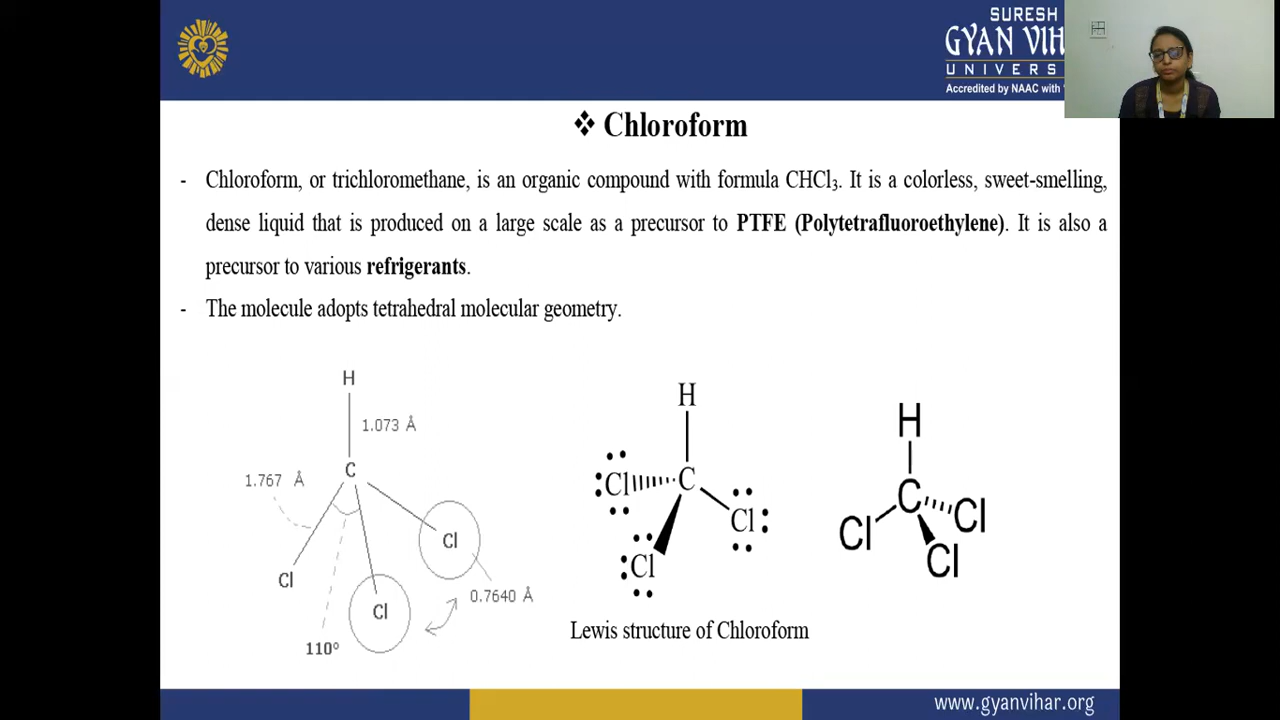 SURESH
GYAN VIH
UNIVERS
Accredited by NAAC with
❖ Chloroform
- Chloroform, or trichloromethane, is an organic compound with formula CHCl₃. It is a colorless, sweet-smelling,
dense liquid that is produced on a large scale as a precursor to PTFE (Polytetrafluoroethylene). It is also a
precursor to various refrigerants.
- The molecule adopts tetrahedral molecular geometry.
H
1.073 Å
C
1.767 Å
Cl
Cl
Cl
0.7640 Å
110°
H
Cl
C
Cl
Cl
Lewis structure of Chloroform
H
C
Cl
Cl
Cl
www.gyanvihar.org